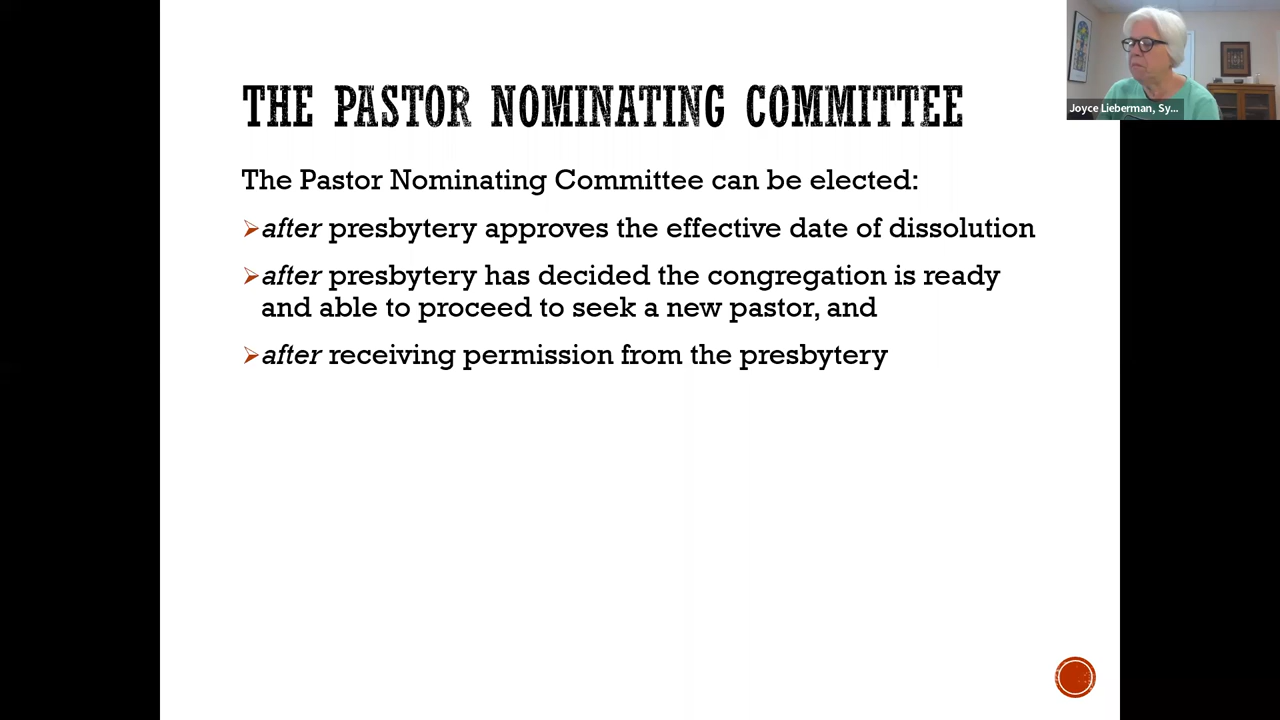 THE PASTOR NOMINATING COMMITTEE
Joyce Lieberman, Sy...
The Pastor Nominating Committee can be elected:
after presbytery approves the effective date of dissolution
after presbytery has decided the congregation is ready
and able to proceed to seek a new pastor, and
after receiving permission from the presbytery